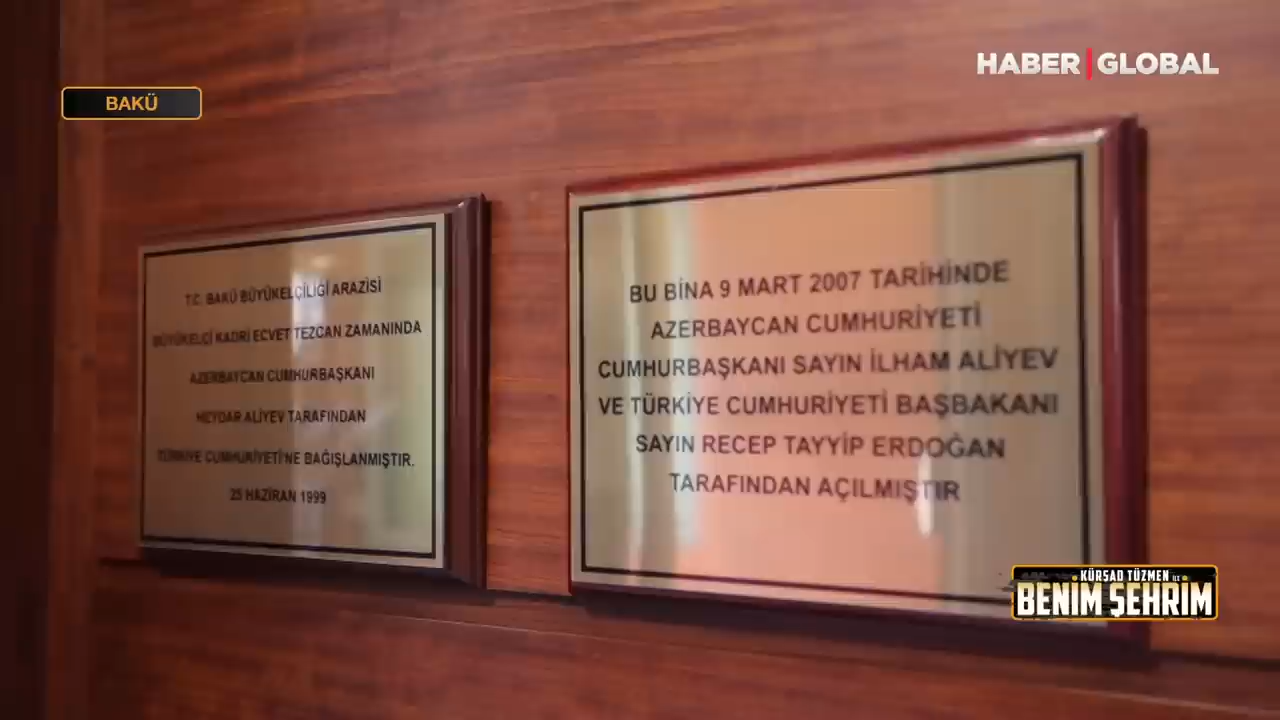 HABER GLOBAL
BAKÜ
T.C. BAKÜ BÜYÜKELÇİLİĞİ ARAZİSİ
BÜYÜKELÇİ KADRİ ECVET TEZCAN ZAMANINDA
AZERBAYCAN CUMHURBAŞKANI
HEYDAR ALİYEV TARAFINDAN
TÜRKİYE CUMHURİYETİ'NE BAĞIŞLANMIŞTIR.
25 HAZİRAN 1999
BU BİNA 9 MART 2007 TARİHİNDE
AZERBAYCAN CUMHURİYETİ
CUMHURBAŞKANI SAYIN İLHAM ALİYEV
VE TÜRKİYE CUMHURİYETİ BAŞBAKANI
SAYIN RECEP TAYYİP ERDOĞAN
TARAFINDAN AÇILMIŞTIR
KÜRŞAD TÜZMEN İLE
BENİM ŞEHRİM